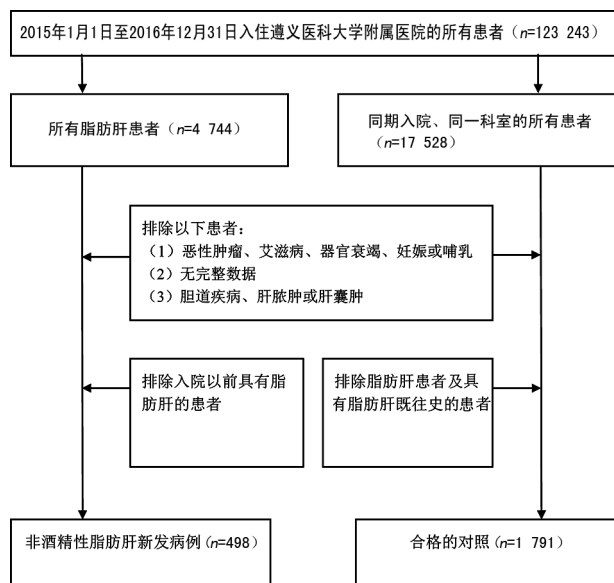 2015年1月1日至2016年12月31日入住遵义医科大学附属医院的所有患者（n=123 243）
所有脂肪肝患者（n=4 744）
同期入院、同一科室的所有患者
（n=17 528）
排除以下患者：
（1）恶性肿瘤、艾滋病、器官衰竭、妊娠或哺乳
（2）无完整数据
（3）胆道疾病、肝脓肿或肝囊肿
排除入院以前具有脂
肪肝的患者
排除脂肪肝患者及具
有脂肪肝既往史的患者
非酒精性脂肪肝新发病例（n=498）
合格的对照（n=1 791）